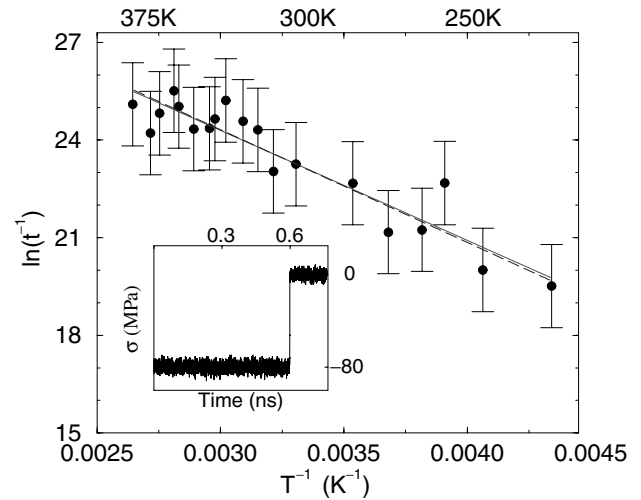 375K 300K 250K
27
24
21
18
15
ln(t⁻¹)
0.3 0.6
0
−80
σ (MPa)
Time (ns)
0.0025 0.0030 0.0035 0.0040 0.0045
T⁻¹ (K⁻¹)